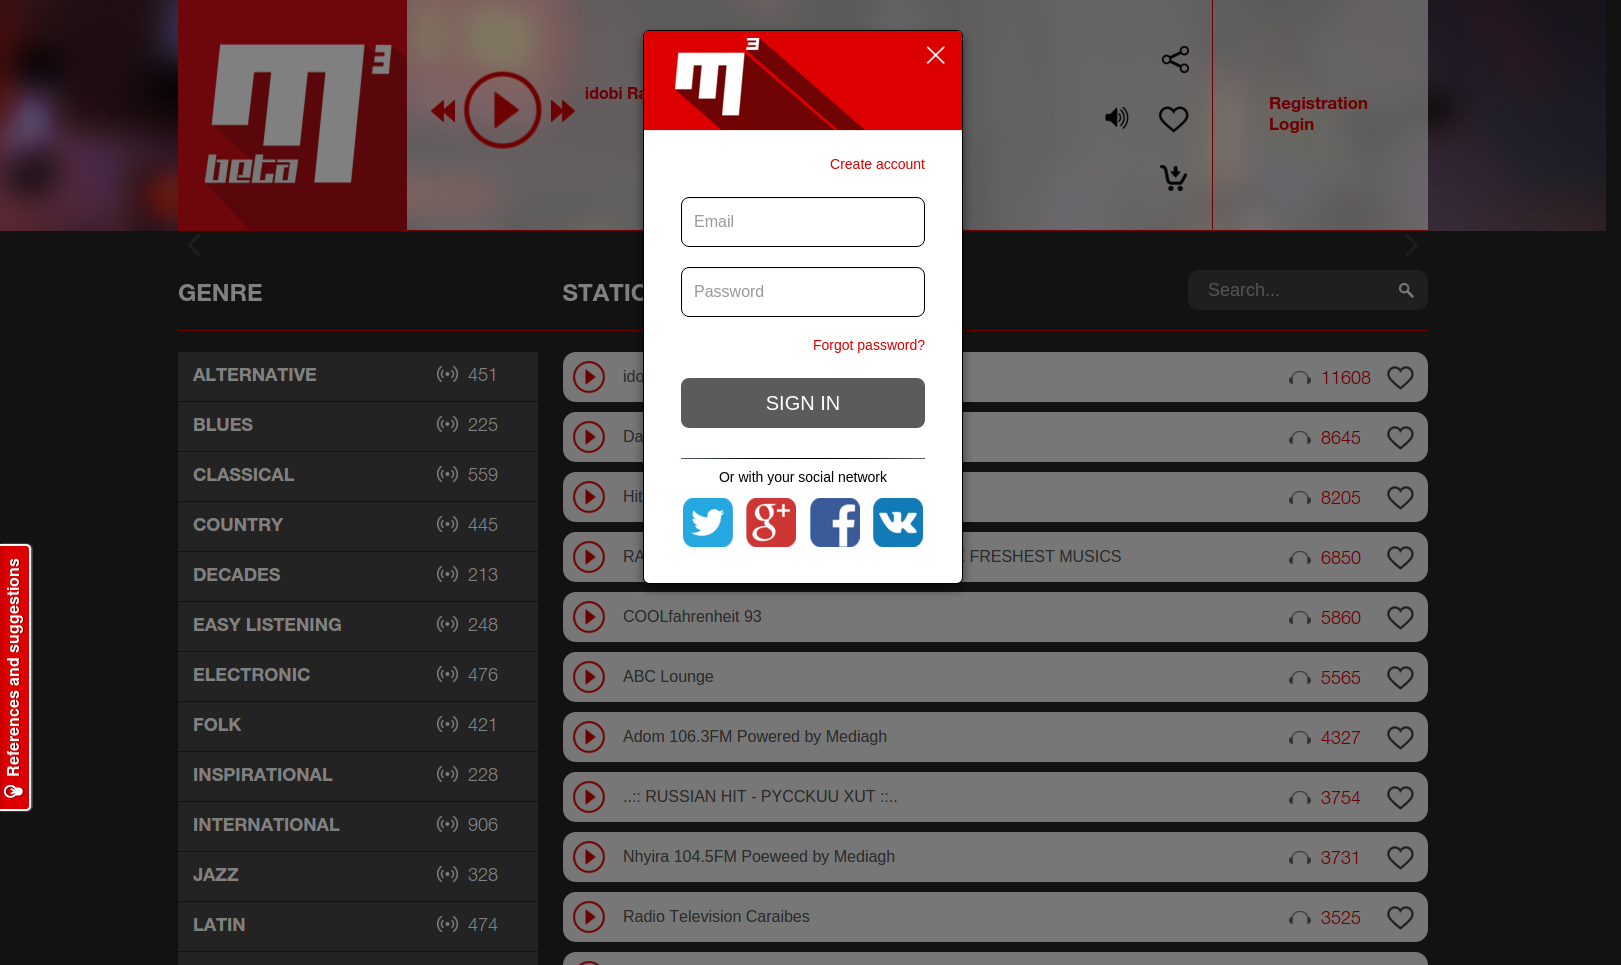 m3
beta
idobi Ra
Registration
Login
m3
Create account
Email
Password
Forgot password?
SIGN IN
Or with your social network
g+
f
GENRE
STATIO
Search...
ALTERNATIVE 451
BLUES 225
CLASSICAL 559
COUNTRY 445
DECADES 213
EASY LISTENING 248
ELECTRONIC 476
FOLK 421
INSPIRATIONAL 228
INTERNATIONAL 906
JAZZ 328
LATIN 474
ido 11608
Da 8645
Hit 8205
RA FRESHEST MUSICS 6850
COOLfahrenheit 93 5860
ABC Lounge 5565
Adom 106.3FM Powered by Mediagh 4327
..:: RUSSIAN HIT - PYCCKUU XUT ::.. 3754
Nhyira 104.5FM Poeweed by Mediagh 3731
Radio Television Caraibes 3525
References and suggestions